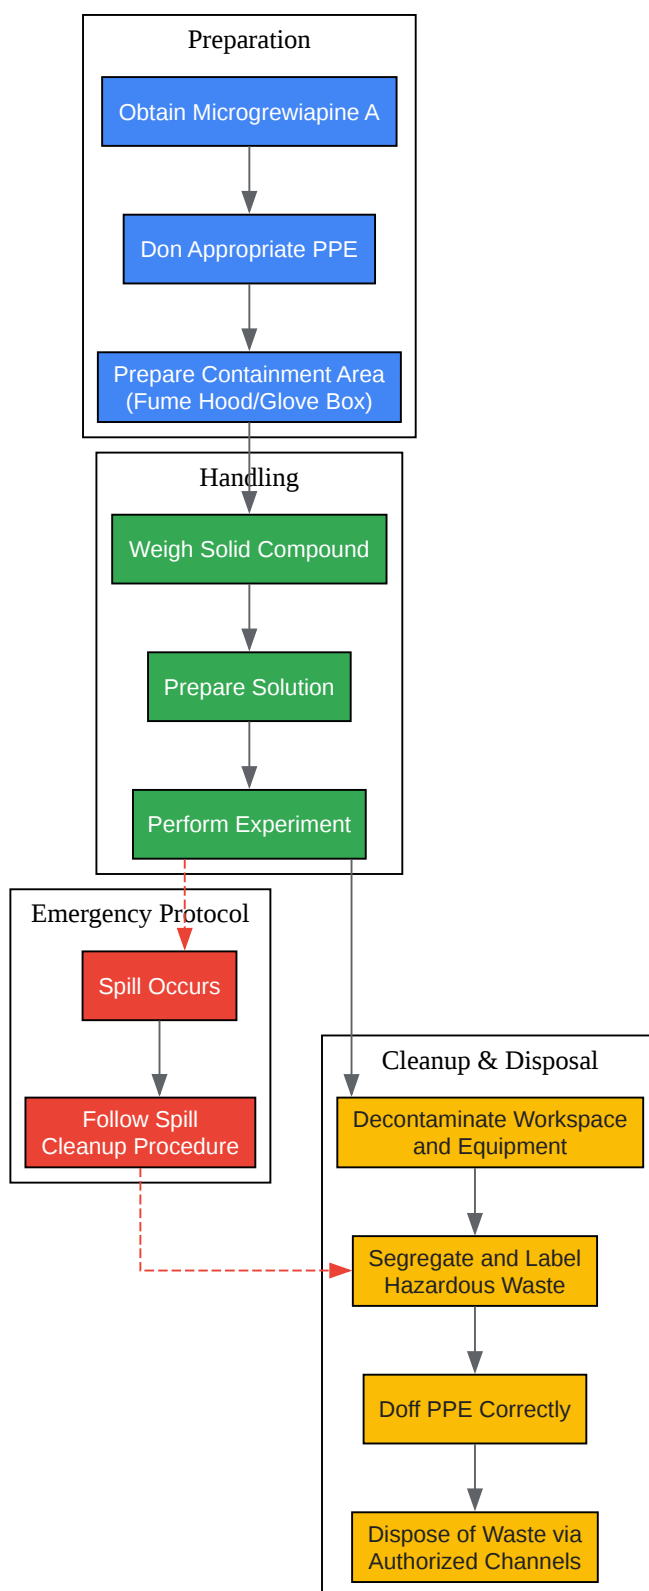 Preparation
Obtain Microgrewiapine A
Don Appropriate PPE
Prepare Containment Area
(Fume Hood/Glove Box)
Handling
Weigh Solid Compound
Prepare Solution
Perform Experiment
Emergency Protocol
Spill Occurs
Follow Spill
Cleanup Procedure
Cleanup & Disposal
Decontaminate Workspace
and Equipment
Segregate and Label
Hazardous Waste
Doff PPE Correctly
Dispose of Waste via
Authorized Channels